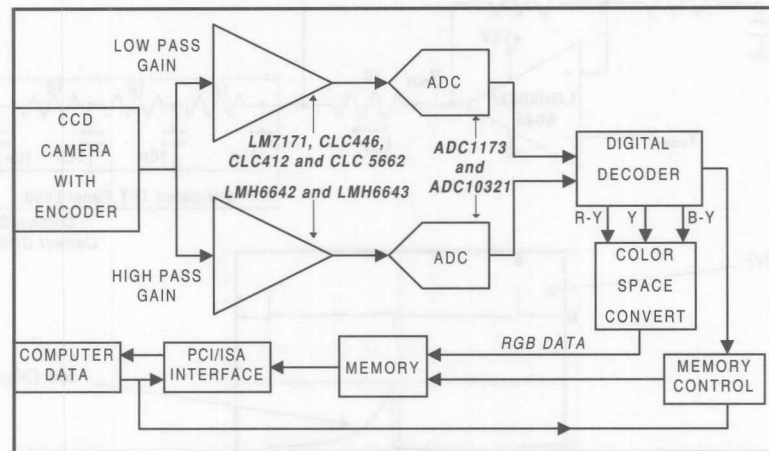 LOW PASS
GAIN
ADC
CCD
CAMERA
WITH
ENCODER
LM7171, CLC446,
CLC412 and CLC 5662
LMH6642 and LMH6643
ADC1173
and
ADC10321
DIGITAL
DECODER
R-Y Y B-Y
HIGH PASS
GAIN
ADC
COLOR
SPACE
CONVERT
RGB DATA
COMPUTER
DATA
PCI/ISA
INTERFACE
MEMORY
MEMORY
CONTROL